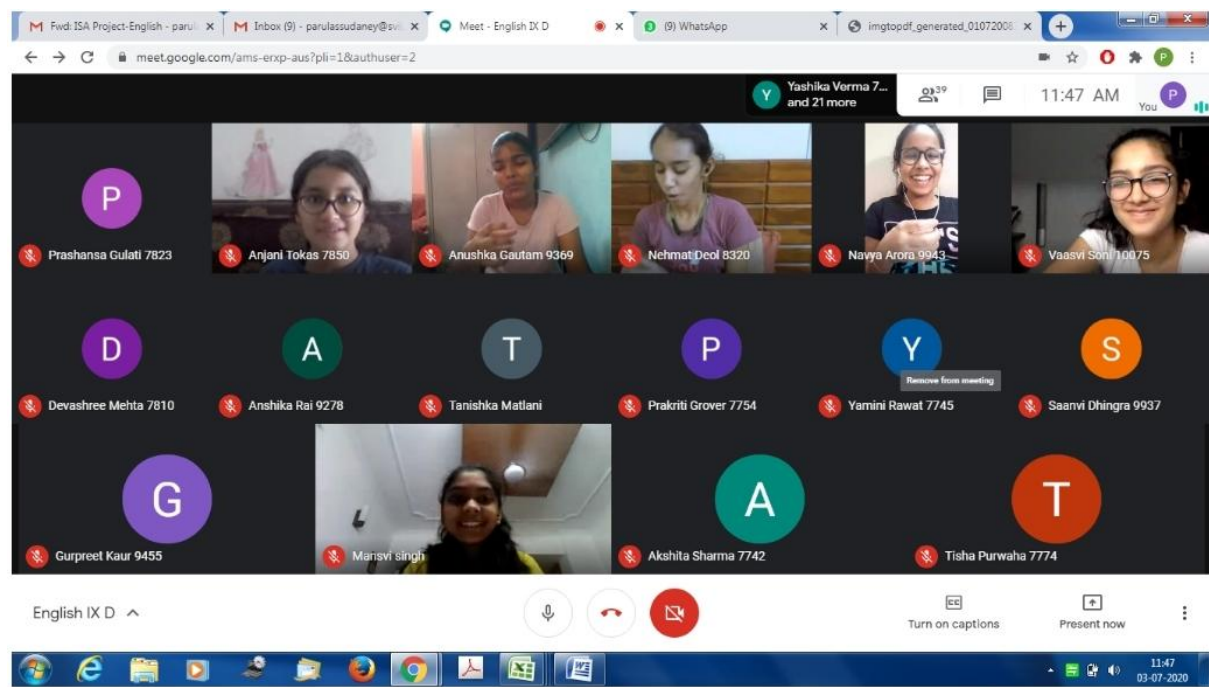 Fwd: ISA Project-English - parul
Inbox (9) - parulassudaney@svi
Meet - English IX D
(9) WhatsApp
imgtopdf_generated_01072008
meet.google.com/ams-erxp-aus?pli=1&authuser=2
Y
Yashika Verma 7...
and 21 more
39
11:47 AM
You
P
P
Prashansa Gulati 7823
Anjani Tokas 7850
Anushka Gautam 9369
Nehmat Deol 8320
Navya Arora 9943
Vaasvi Soni 10075
D
A
T
P
Y
S
Remove from meeting
Devashree Mehta 7810
Anshika Rai 9278
Tanishka Matlani
Prakriti Grover 7754
Yamini Rawat 7745
Saanvi Dhingra 9937
G
A
T
Gurpreet Kaur 9455
Mansvi singh
Akshita Sharma 7742
Tisha Purwaha 7774
English IX D
CC
Turn on captions
Present now
11:47
03-07-2020